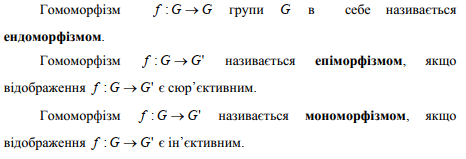 Гомоморфізм f : G → G групи G в себе називається
ендоморфізмом.
Гомоморфізм f : G → G' називається епіморфізмом, якщо
відображення f : G → G' є сюр’єктивним.
Гомоморфізм f : G → G' називається мономорфізмом, якщо
відображення f : G → G' є ін’єктивним.